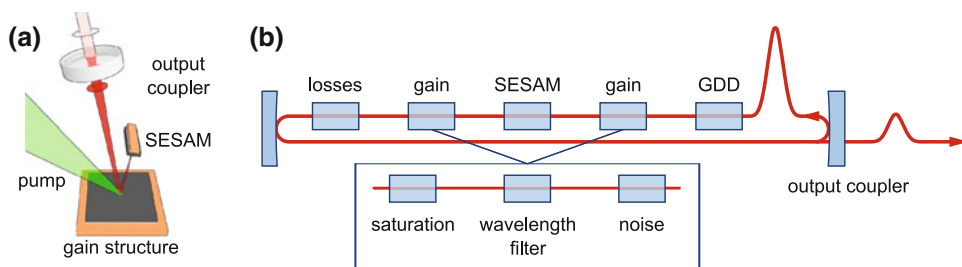 (a)
output
coupler
SESAM
pump
gain structure
(b)
losses gain SESAM gain GDD
output coupler
saturation wavelength noise
filter